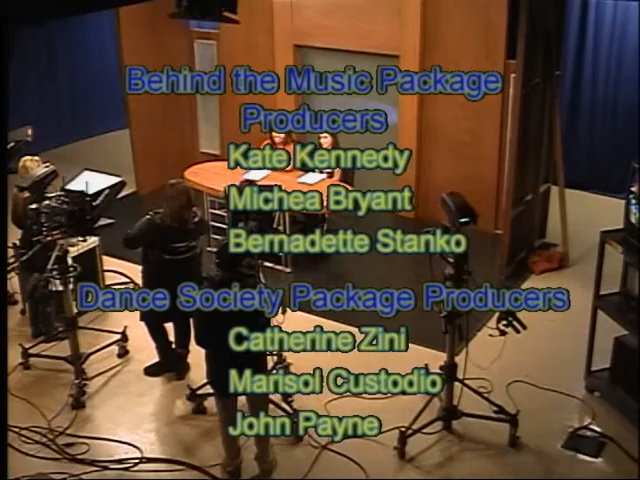 Behind the Music Package
Producers
Kate Kennedy
Michea Bryant
Bernadette Stanko
Dance Society Package Producers
Catherine Zini
Marisol Custodio
John Payne